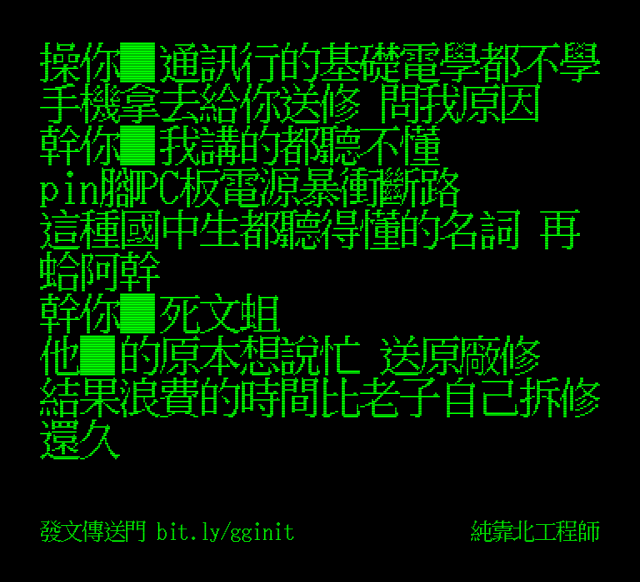 操你▓通訊行的基礎電學都不學
手機拿去給你送修 問我原因
幹你▓我講的都聽不懂
pin腳PC板電源暴衝斷路
這種國中生都聽得懂的名詞 再
蛤阿幹
幹你▓死文蛆
他▓的原本想說忙 送原廠修
結果浪費的時間比老子自己拆修
還久
發文傳送門 bit.ly/gginit
純靠北工程師